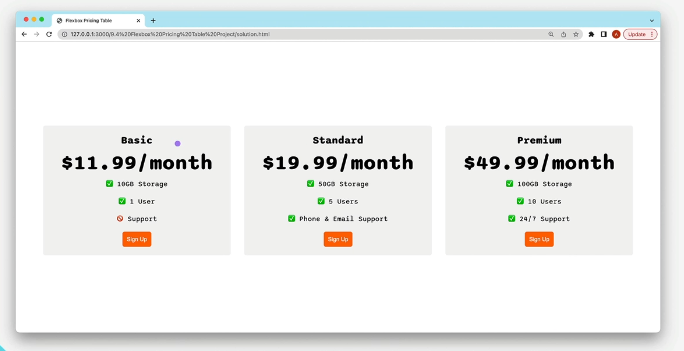 Flexbox Pricing Table
127.0.0.1:3000/9.4%20Flexbox%20Pricing%20Table%20Project/solution.html
Update
Basic
$11.99/month
✅ 10GB Storage
✅ 1 User
🚫 Support
Sign Up
Standard
$19.99/month
✅ 50GB Storage
✅ 5 Users
✅ Phone & Email Support
Sign Up
Premium
$49.99/month
✅ 100GB Storage
✅ 10 Users
✅ 24/7 Support
Sign Up